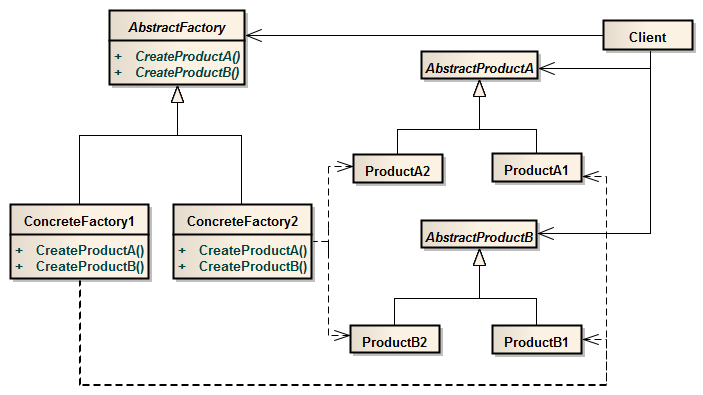 AbstractFactory
+ CreateProductA()
+ CreateProductB()
Client
AbstractProductA
ProductA2
ProductA1
ConcreteFactory1
+ CreateProductA()
+ CreateProductB()
ConcreteFactory2
+ CreateProductA()
+ CreateProductB()
AbstractProductB
ProductB2
ProductB1